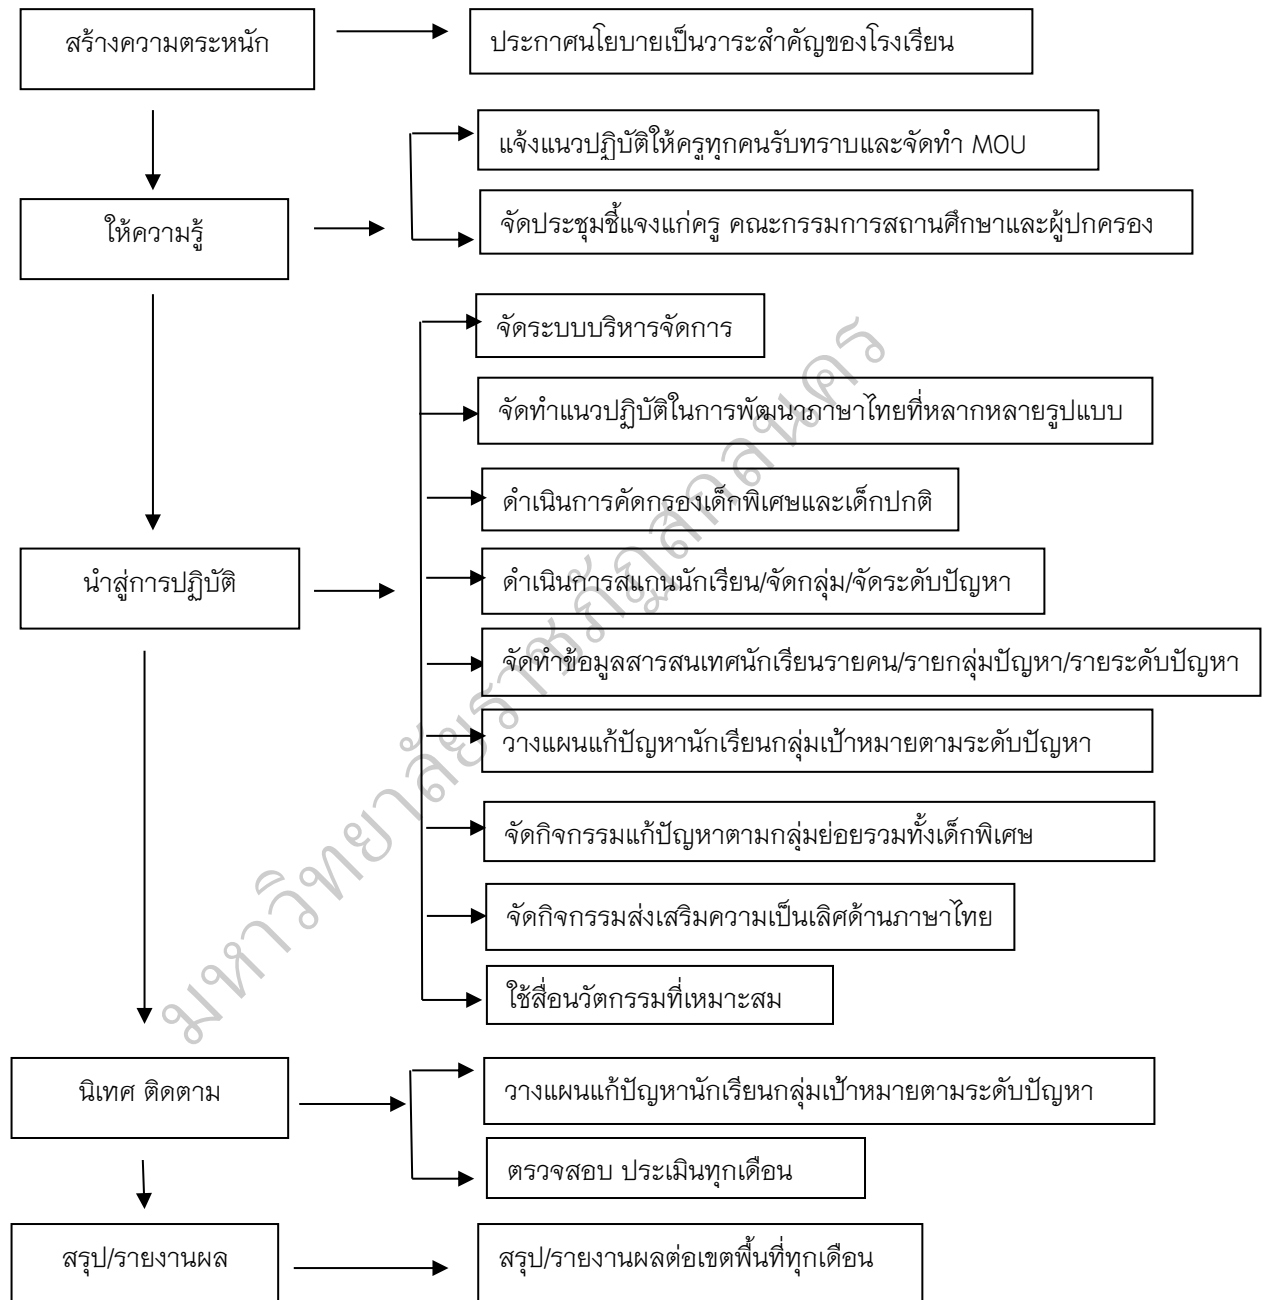 สร้างความตระหนัก
ประกาศนโยบายเป็นวาระสำคัญของโรงเรียน
แจ้งแนวปฏิบัติให้ครูทุกคนรับทราบและจัดทำ MOU
ให้ความรู้
จัดประชุมชี้แจงแก่ครู คณะกรรมการสถานศึกษาและผู้ปกครอง
จัดระบบบริหารจัดการ
จัดทำแนวปฏิบัติในการพัฒนาภาษาไทยที่หลากหลายรูปแบบ
ดำเนินการคัดกรองเด็กพิเศษและเด็กปกติ
นำสู่การปฏิบัติ
ดำเนินการสแกนนักเรียน/จัดกลุ่ม/จัดระดับปัญหา
จัดทำข้อมูลสารสนเทศนักเรียนรายคน/รายกลุ่มปัญหา/รายระดับปัญหา
วางแผนแก้ปัญหานักเรียนกลุ่มเป้าหมายตามระดับปัญหา
จัดกิจกรรมแก้ปัญหาตามกลุ่มย่อยรวมทั้งเด็กพิเศษ
จัดกิจกรรมส่งเสริมความเป็นเลิศด้านภาษาไทย
ใช้สื่อนวัตกรรมที่เหมาะสม
นิเทศ ติดตาม
วางแผนแก้ปัญหานักเรียนกลุ่มเป้าหมายตามระดับปัญหา
ตรวจสอบ ประเมินทุกเดือน
สรุป/รายงานผล
สรุป/รายงานผลต่อเขตพื้นที่ทุกเดือน
มหาวิทยาลัยราชภัฏสกลนคร